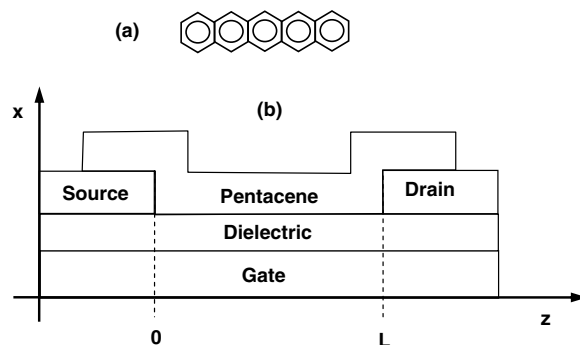 (a)
(b)
x
Source
Pentacene
Drain
Dielectric
Gate
z
0
L